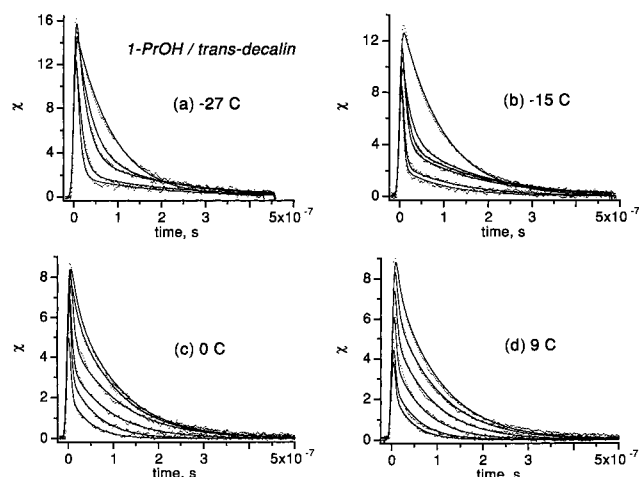 16
12
8
4
0
χ
1-PrOH / trans-decalin
(a) -27 C
0 1 2 3 5x10 -7
time, s
12
8
4
0
χ
(b) -15 C
0 1 2 3 5x10 -7
time, s
8
6
4
2
0
χ
(c) 0 C
0 1 2 3 5x10 -7
time, s
8
6
4
2
0
χ
(d) 9 C
0 1 2 3 5x10 -7
time, s